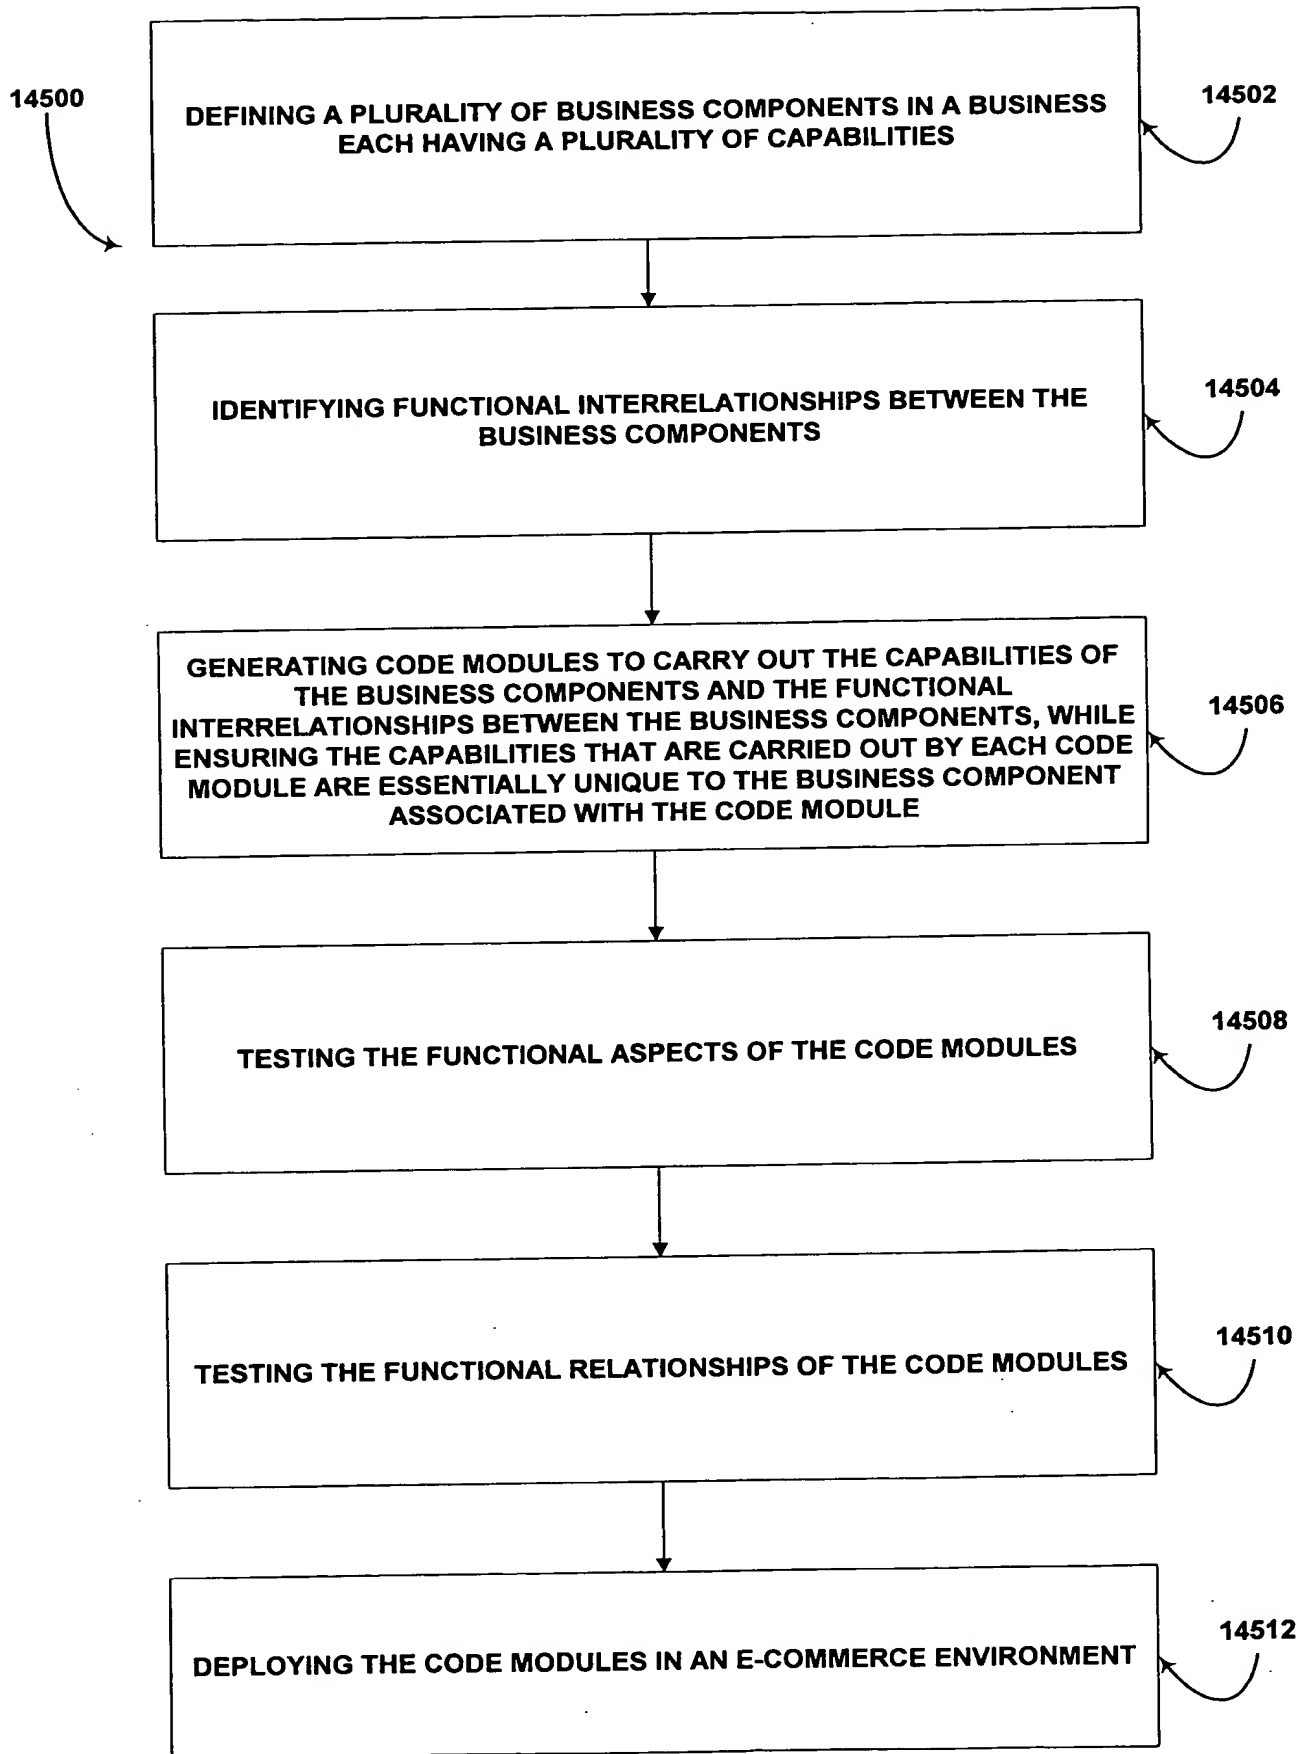 14500
DEFINING A PLURALITY OF BUSINESS COMPONENTS IN A BUSINESS
EACH HAVING A PLURALITY OF CAPABILITIES
14502
IDENTIFYING FUNCTIONAL INTERRELATIONSHIPS BETWEEN THE
BUSINESS COMPONENTS
14504
GENERATING CODE MODULES TO CARRY OUT THE CAPABILITIES OF
THE BUSINESS COMPONENTS AND THE FUNCTIONAL
INTERRELATIONSHIPS BETWEEN THE BUSINESS COMPONENTS, WHILE
ENSURING THE CAPABILITIES THAT ARE CARRIED OUT BY EACH CODE
MODULE ARE ESSENTIALLY UNIQUE TO THE BUSINESS COMPONENT
ASSOCIATED WITH THE CODE MODULE
14506
TESTING THE FUNCTIONAL ASPECTS OF THE CODE MODULES
14508
TESTING THE FUNCTIONAL RELATIONSHIPS OF THE CODE MODULES
14510
DEPLOYING THE CODE MODULES IN AN E-COMMERCE ENVIRONMENT
14512